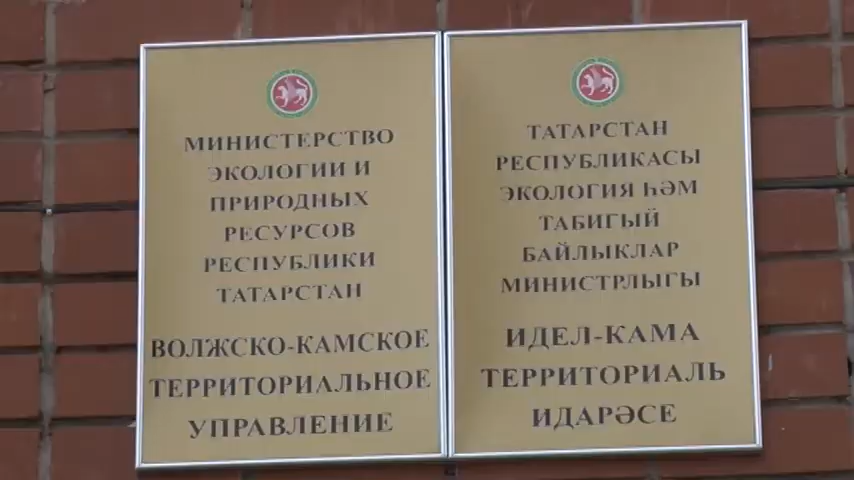 МИНИСТЕРСТВО
ЭКОЛОГИИ И
ПРИРОДНЫХ
РЕСУРСОВ
РЕСПУБЛИКИ
ТАТАРСТАН
ВОЛЖСКО-КАМСКОЕ
ТЕРРИТОРИАЛЬНОЕ
УПРАВЛЕНИЕ
ТАТАРСТАН
РЕСПУБЛИКАСЫ
ЭКОЛОГИЯ ҺӘМ
ТАБИГЫЙ
БАЙЛЫКЛАР
МИНИСТРЛЫГЫ
ИДЕЛ-КАМА
ТЕРРИТОРИАЛЬ
ИДАРӘСЕ